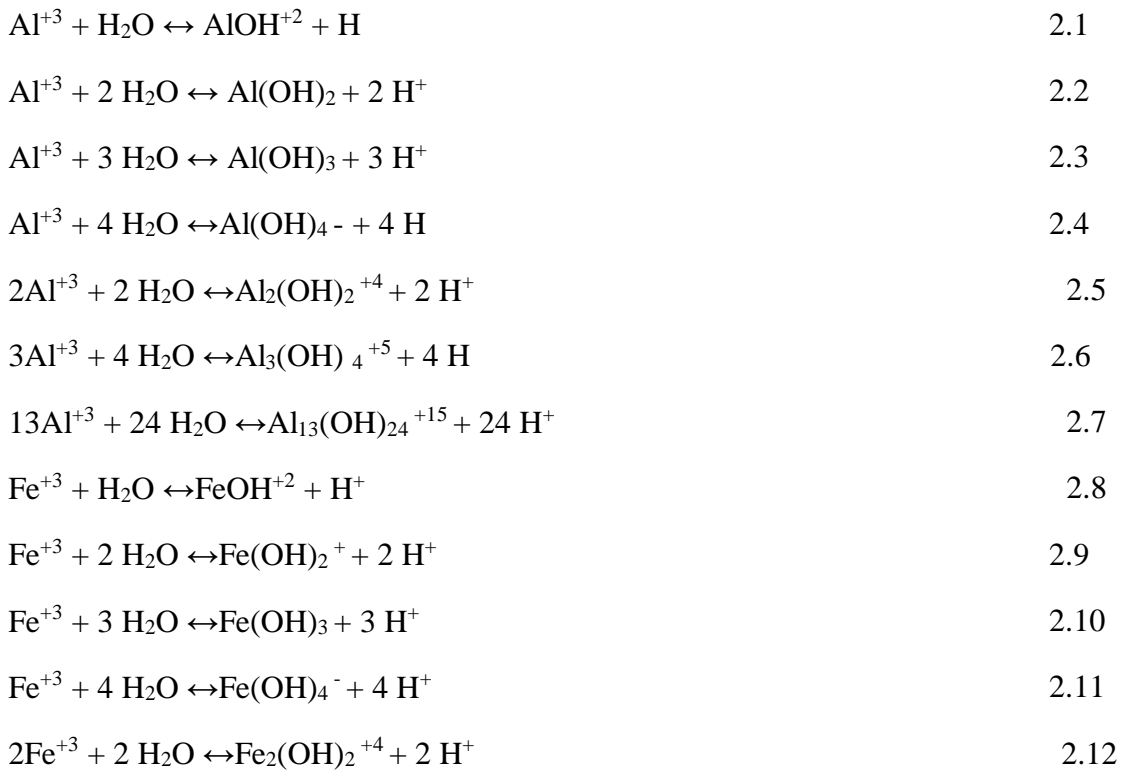 Al⁺³ + H₂O ↔ AlOH⁺² + H 2.1
Al⁺³ + 2 H₂O ↔ Al(OH)₂ + 2 H⁺ 2.2
Al⁺³ + 3 H₂O ↔ Al(OH)₃ + 3 H⁺ 2.3
Al⁺³ + 4 H₂O ↔Al(OH)₄ - + 4 H 2.4
2Al⁺³ + 2 H₂O ↔Al₂(OH)₂ ⁺⁴ + 2 H⁺ 2.5
3Al⁺³ + 4 H₂O ↔Al₃(OH) ₄ ⁺⁵ + 4 H 2.6
13Al⁺³ + 24 H₂O ↔Al₁₃(OH)₂₄ ⁺¹⁵ + 24 H⁺ 2.7
Fe⁺³ + H₂O ↔FeOH⁺² + H⁺ 2.8
Fe⁺³ + 2 H₂O ↔Fe(OH)₂ ⁺ + 2 H⁺ 2.9
Fe⁺³ + 3 H₂O ↔Fe(OH)₃ + 3 H⁺ 2.10
Fe⁺³ + 4 H₂O ↔Fe(OH)₄ ⁻ + 4 H⁺ 2.11
2Fe⁺³ + 2 H₂O ↔Fe₂(OH)₂ ⁺⁴ + 2 H⁺ 2.12